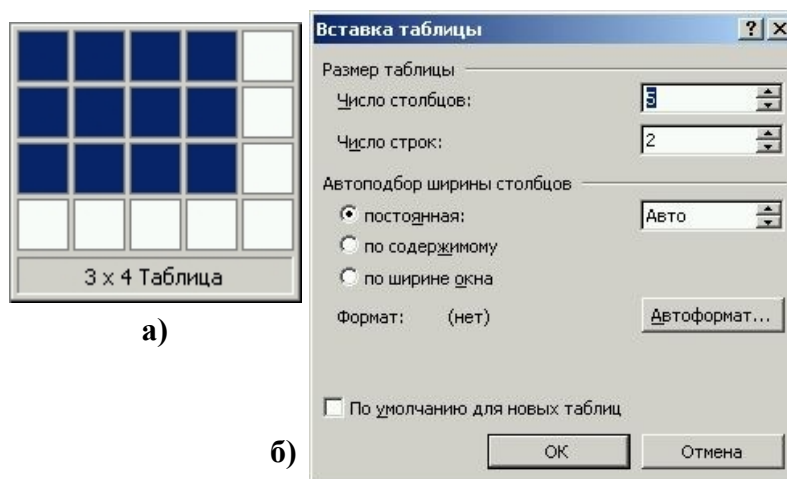 3 x 4 Таблица
а)
Вставка таблицы
Размер таблицы
Число столбцов: 5
Число строк: 2
Автоподбор ширины столбцов
постоянная: Авто
по содержимому
по ширине окна
Формат: (нет) Автоформат...
По умолчанию для новых таблиц
б)
ОК Отмена